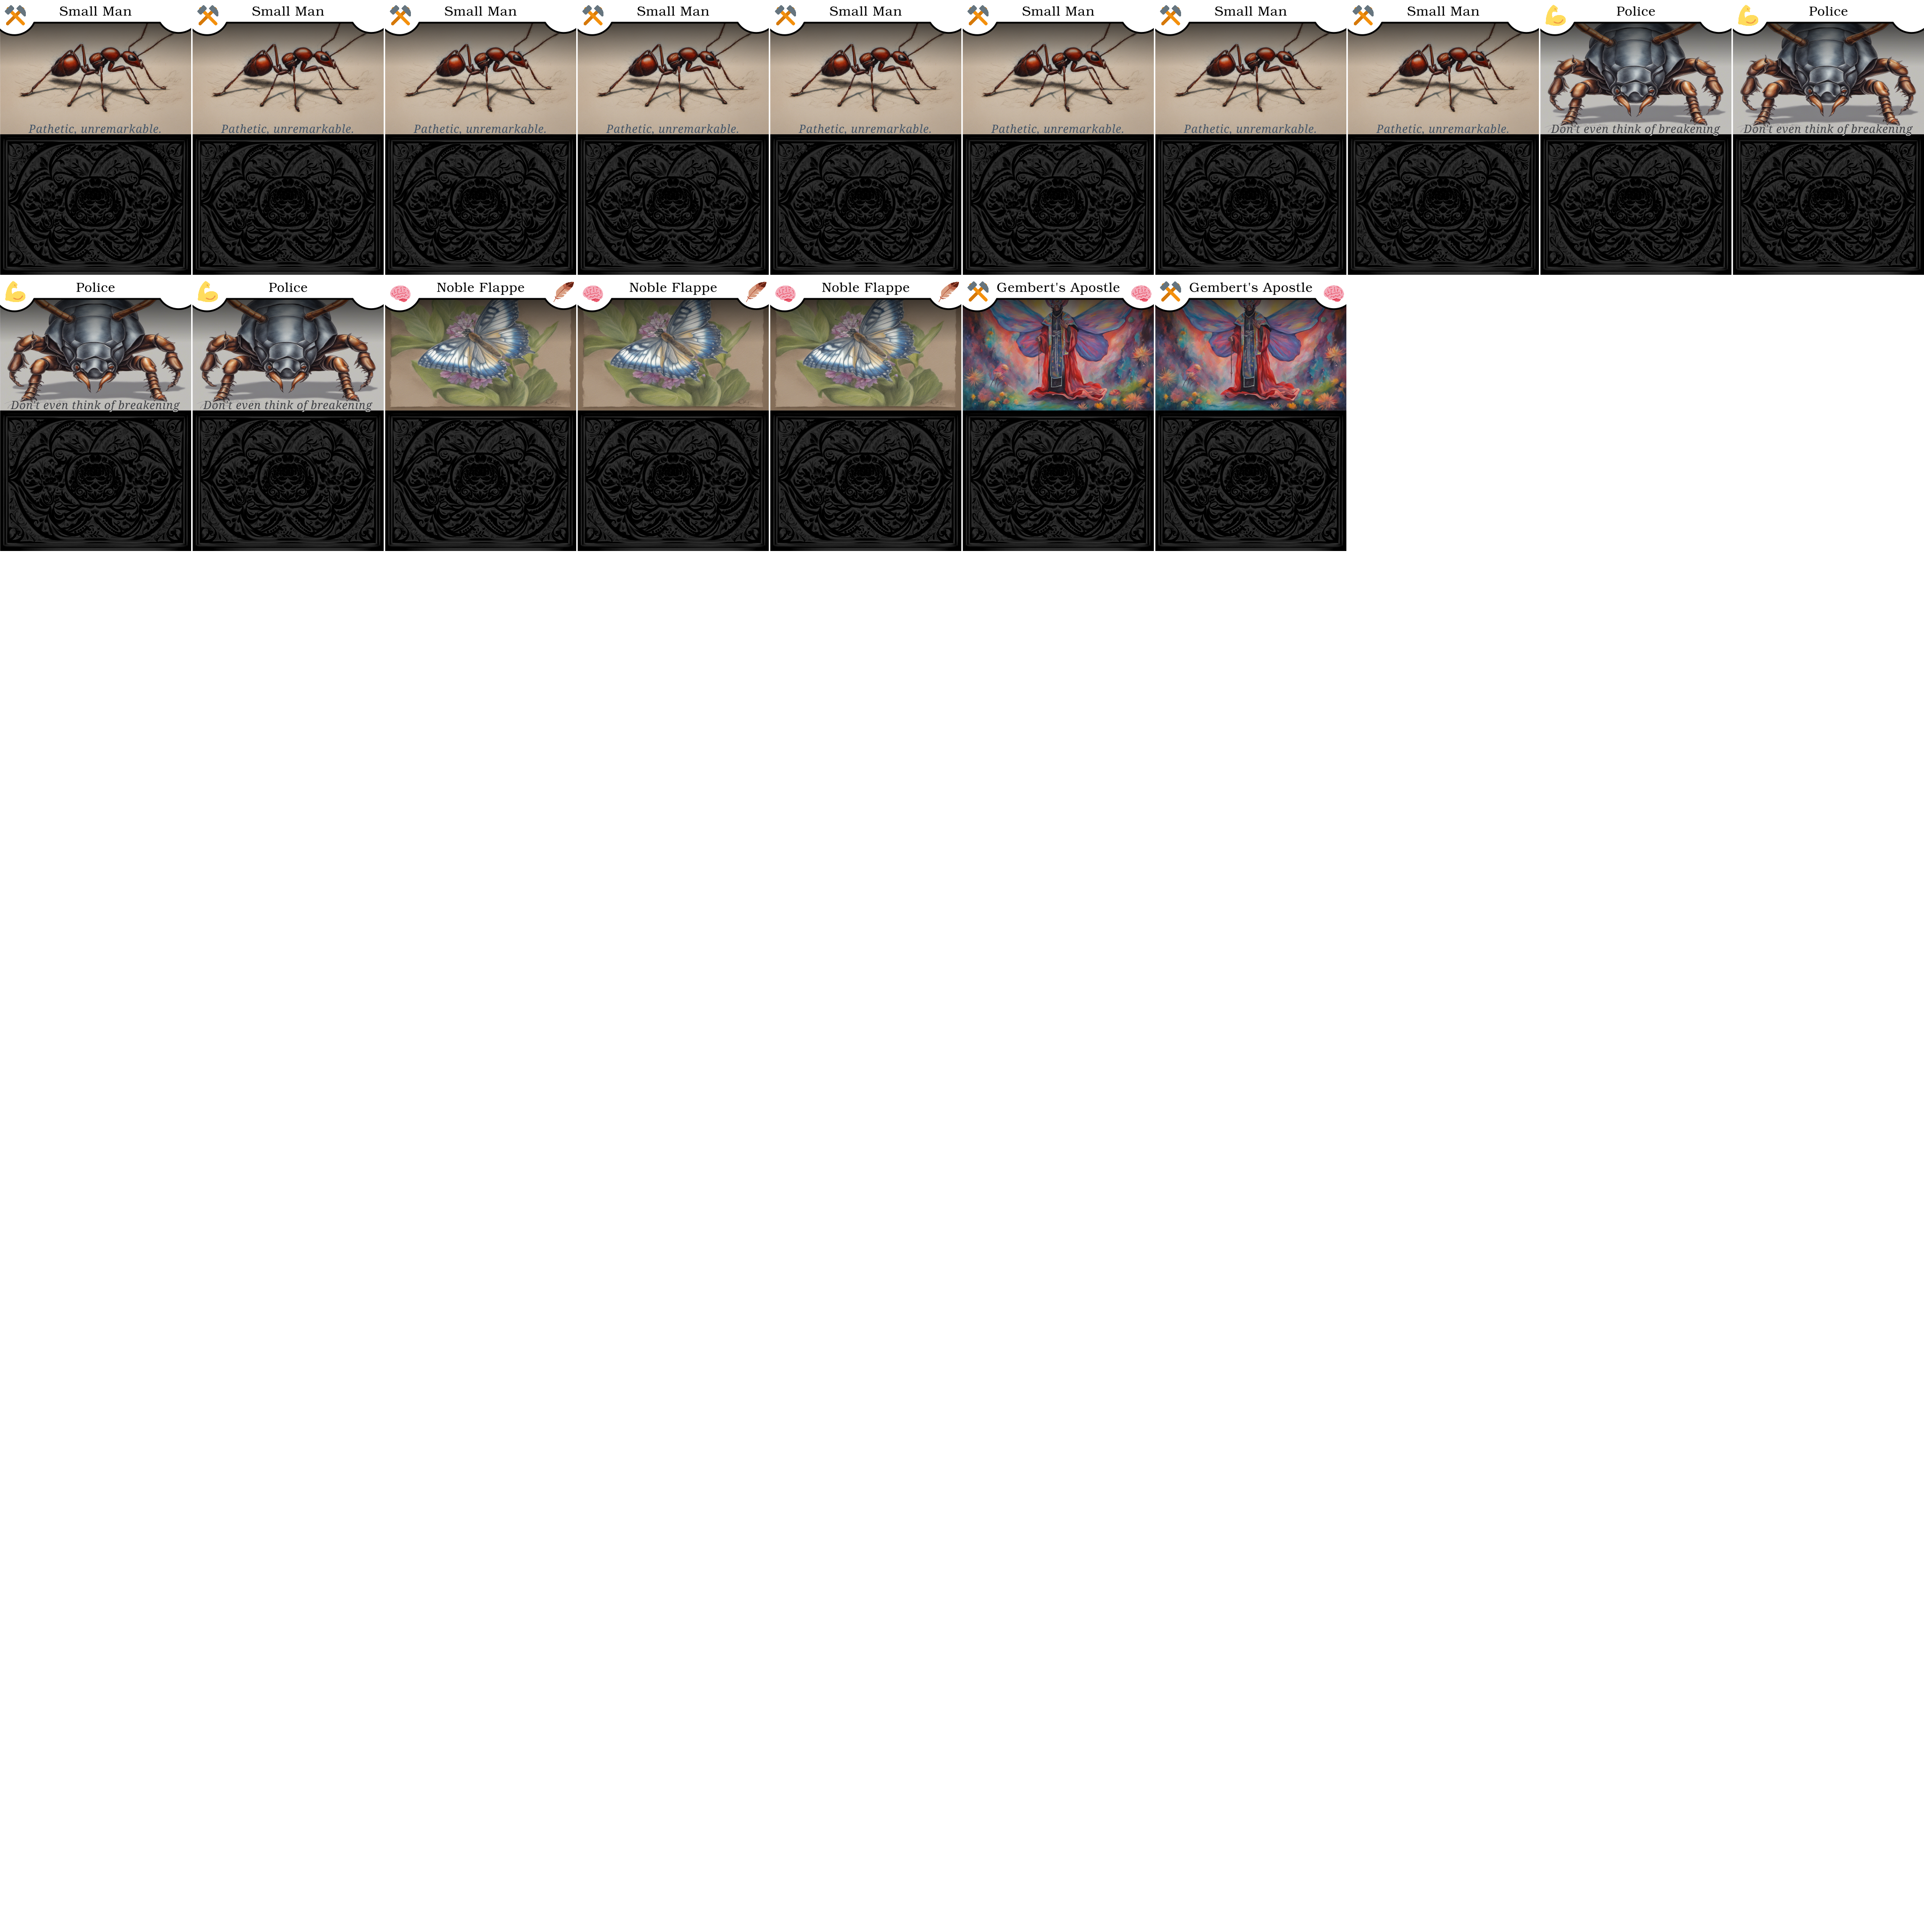 Small Man
Small Man
Small Man
Small Man
Small Man
Small Man
Small Man
Small Man
Police
Police
Pathetic, unremarkable.
Pathetic, unremarkable.
Pathetic, unremarkable.
Pathetic, unremarkable.
Pathetic, unremarkable.
Pathetic, unremarkable.
Pathetic, unremarkable.
Pathetic, unremarkable.
Don't even think of breakening
Don't even think of breakening
Police
Police
Noble Flappe
Noble Flappe
Noble Flappe
Gembert's Apostle
Gembert's Apostle
Don't even think of breakening
Don't even think of breakening